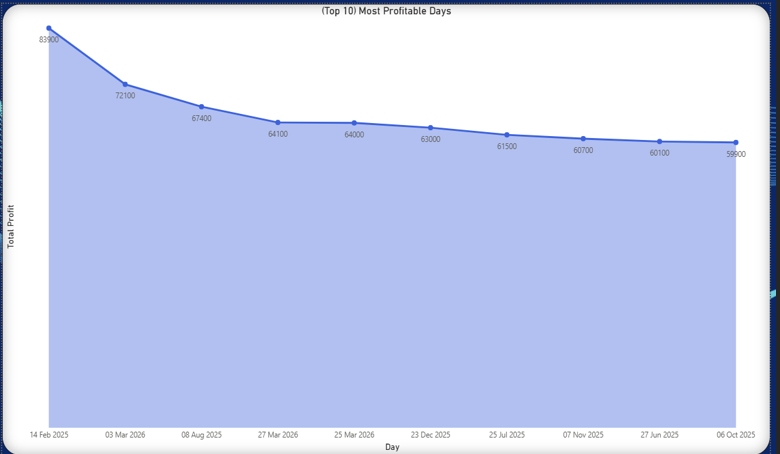 (Top 10) Most Profitable Days
83900
72100
67400
64100
64000
63000
61500
60700
60100
59900
Total Profit
14 Feb 2025
03 Mar 2026
08 Aug 2025
27 Mar 2026
25 Mar 2026
23 Dec 2025
25 Jul 2025
07 Nov 2025
27 Jun 2025
06 Oct 2025
Day